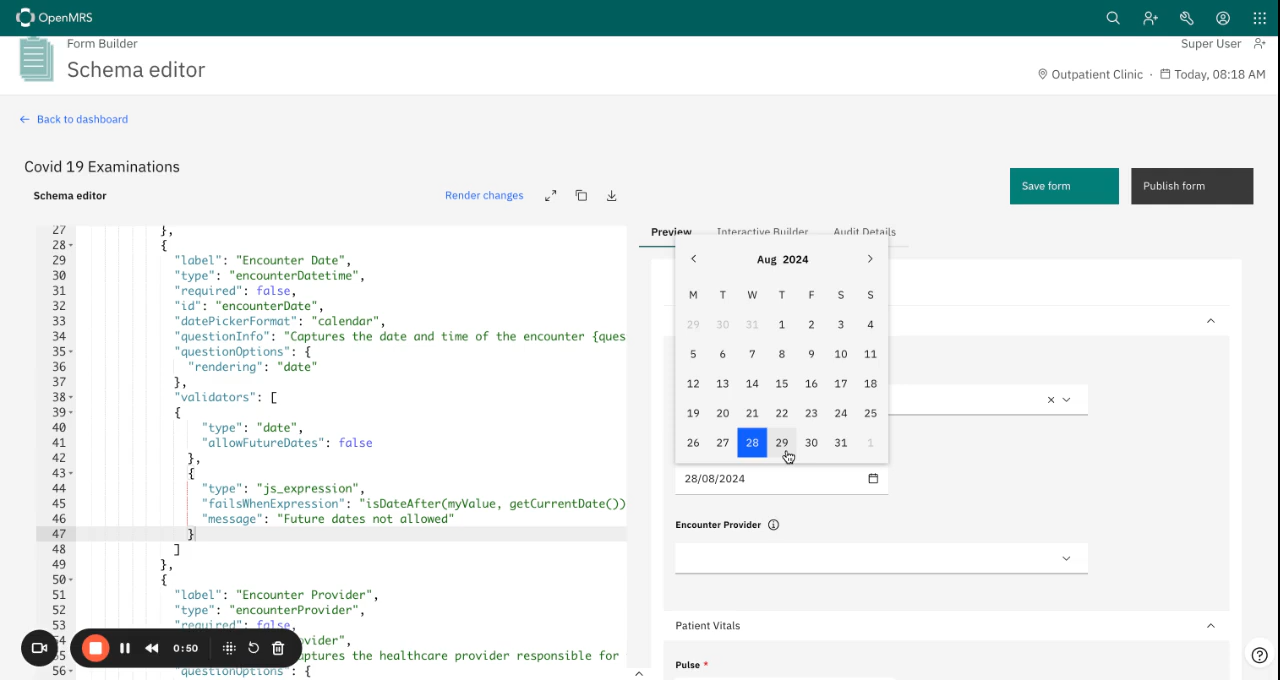 OpenMRS
Form Builder
Schema editor
Super User
Outpatient Clinic · Today, 08:18 AM
Back to dashboard
Covid 19 Examinations
Schema editor
Render changes
Save form
Publish form
27 },
28 {
29 "label": "Encounter Date",
30 "type": "encounterDatetime",
31 "required": false,
32 "id": "encounterDate",
33 "datePickerFormat": "calendar",
34 "questionInfo": "Captures the date and time of the encounter {ques
35 "questionOptions": {
36 "rendering": "date"
37 },
38 "validators": [
39 {
40 "type": "date",
41 "allowFutureDates": false
42 },
43 {
44 "type": "js_expression",
45 "failsWhenExpression": "isDateAfter(myValue, getCurrentDate())
46 "message": "Future dates not allowed"
47 }
48 ]
49 },
50 {
51 "label": "Encounter Provider",
52 "type": "encounterProvider",
53 "required": false,
54 ovider",
55 ptures the healthcare provider responsible for
56 "questionOptions": {
0:50
Preview Interactive Builder Audit Details
Aug 2024
M T W T F S S
29 30 31 1 2 3 4
5 6 7 8 9 10 11
12 13 14 15 16 17 18
19 20 21 22 23 24 25
26 27 28 29 30 31 1
28/08/2024
Encounter Provider
Patient Vitals
Pulse *